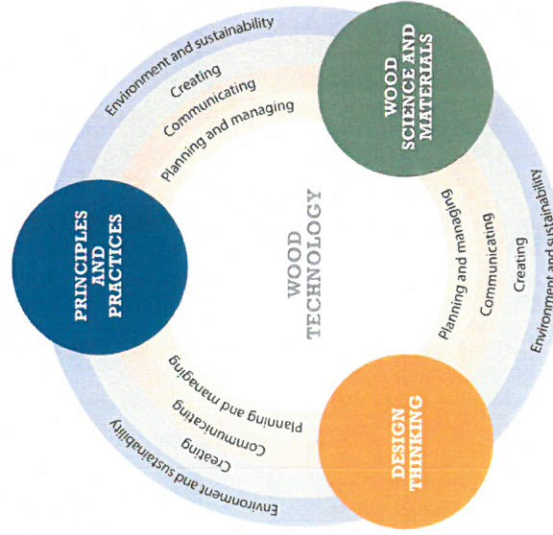 PRINCIPLES
AND
PRACTICES
Environment and sustainability
Creating
Communicating
Planning and managing
WOOD
SCIENCE AND
MATERIALS
Planning and managing
Communicating
Creating
Environment and sustainability
DESIGN
THINKING
Environment and sustainability
Creating
Communicating
Planning and managing
WOOD
TECHNOLOGY